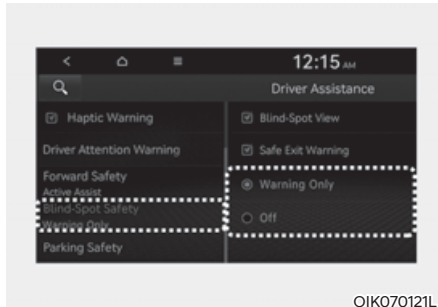 12:15 AM
Driver Assistance
Haptic Warning
Driver Attention Warning
Forward Safety
Active Assist
Blind-Spot Safety
Warning Only
Parking Safety
Blind-Spot View
Safe Exit Warning
Warning Only
Off
OIK070121L